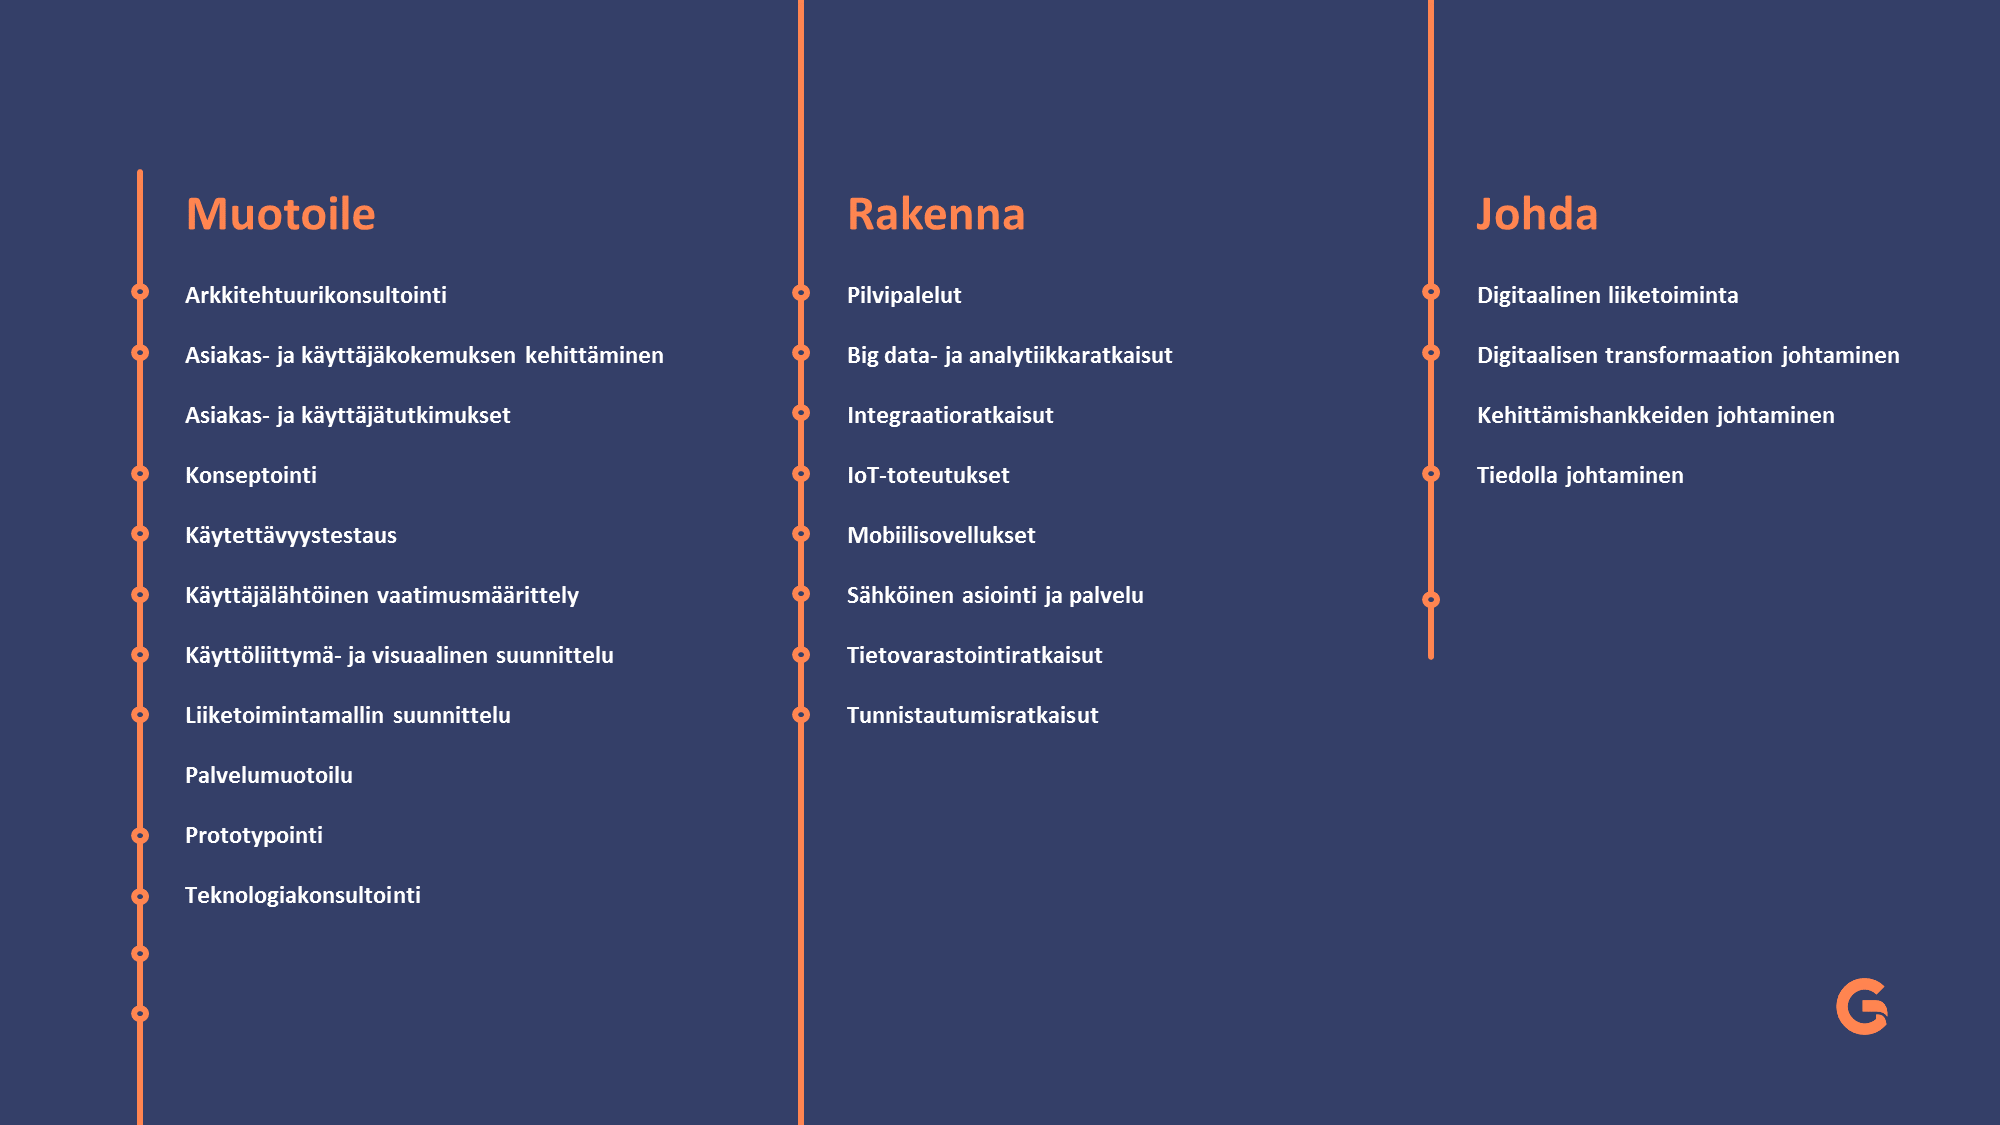 Muotoile
Arkkitehtuurikonsultointi
Asiakas- ja käyttäjäkokemuksen kehittäminen
Asiakas- ja käyttäjätutkimukset
Konseptointi
Käytettävyystestaus
Käyttäjälähtöinen vaatimusmäärittely
Käyttöliittymä- ja visuaalinen suunnittelu
Liiketoimintamallin suunnittelu
Palvelumuotoilu
Prototypointi
Teknologiakonsultointi
Rakenna
Pilvipalelut
Big data- ja analytiikkaratkaisut
Integraatioratkaisut
IoT-toteutukset
Mobiilisovellukset
Sähköinen asiointi ja palvelu
Tietovarastointiratkaisut
Tunnistautumisratkaisut
Johda
Digitaalinen liiketoiminta
Digitaalisen transformaation johtaminen
Kehittämishankkeiden johtaminen
Tiedolla johtaminen
G